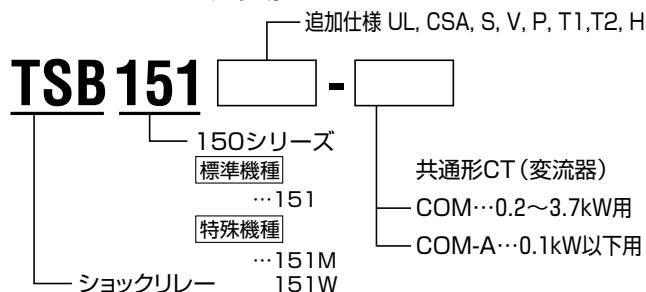 追加仕様 UL, CSA, S, V, P, T1,T2, H
TSB 151 -
150シリーズ
標準機種
…151
特殊機種
…151M
151W
ショックリレー
共通形CT（変流器）
COM…0.2～3.7kW用
COM-A…0.1kW以下用